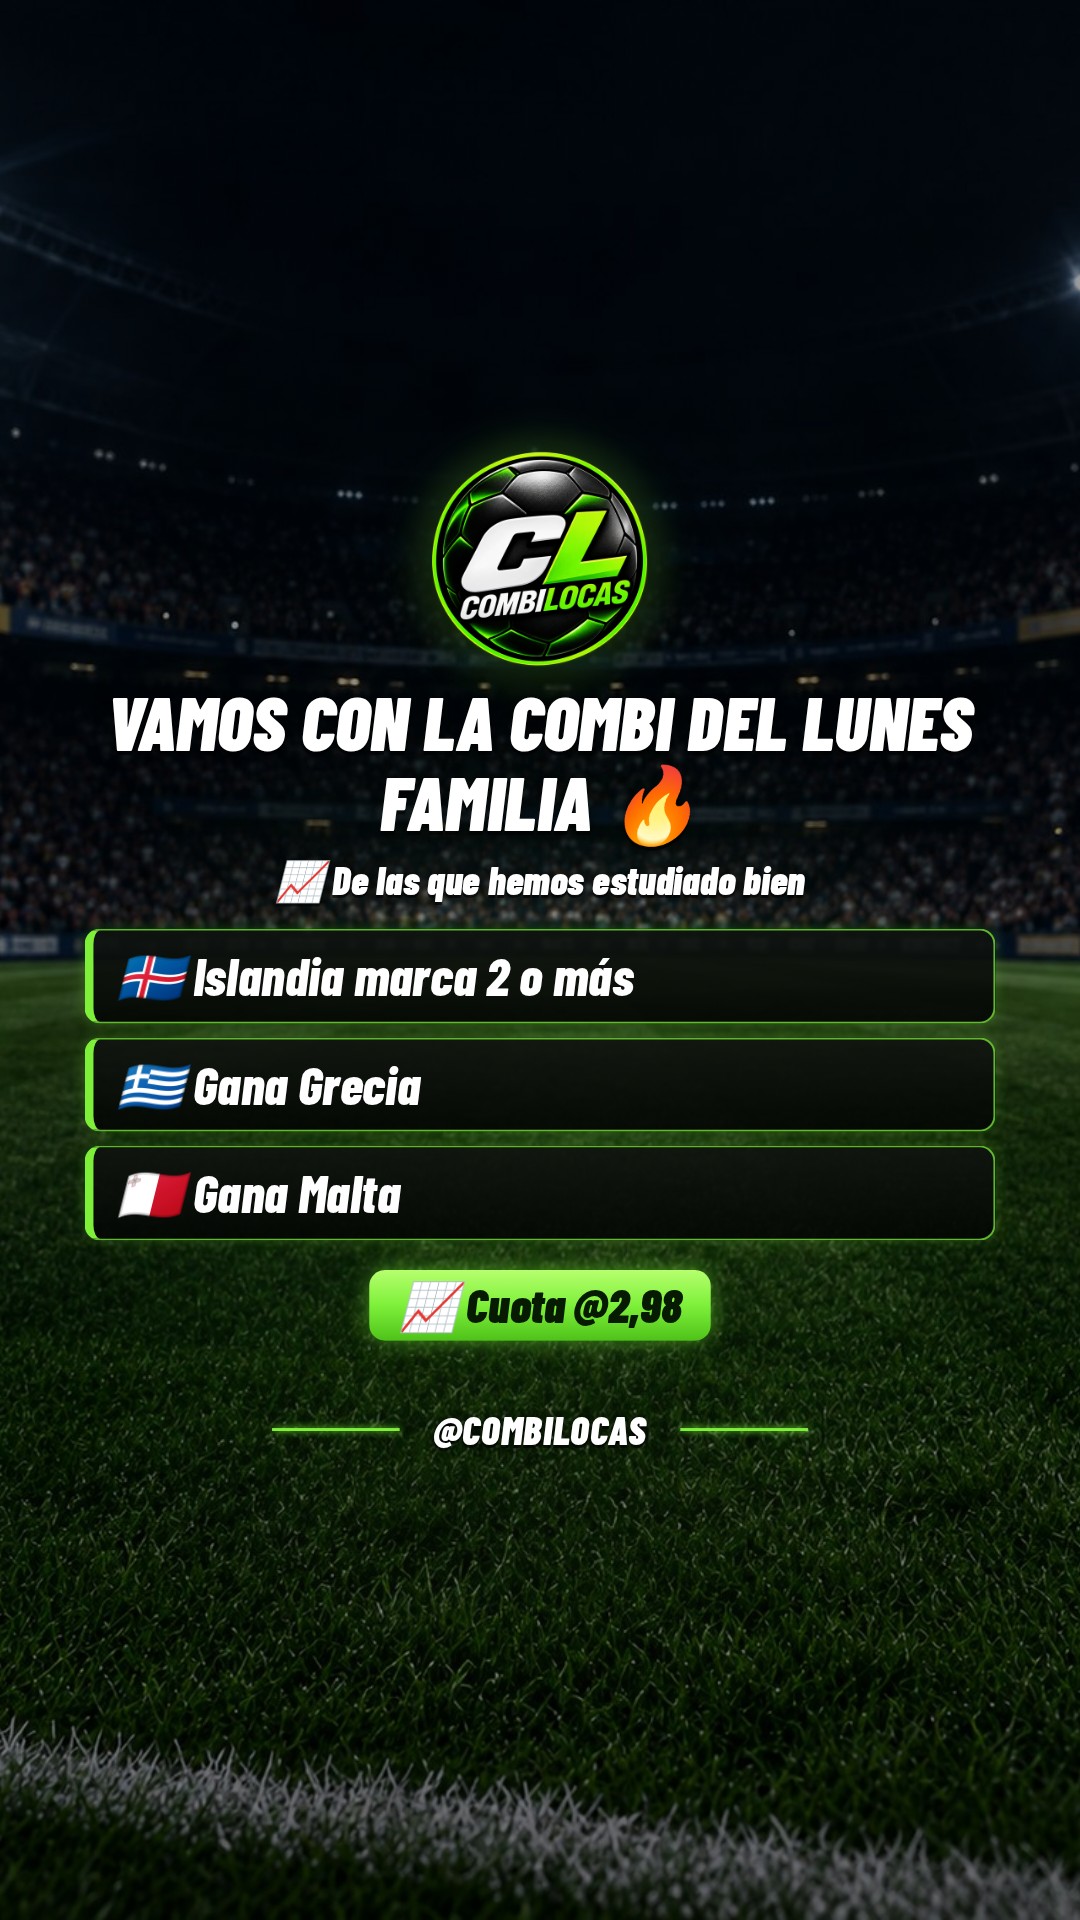 CL
COMBILOCAS
VAMOS CON LA COMBI DEL LUNES
FAMILIA 🔥
📈 De las que hemos estudiado bien
🇮🇸 Islandia marca 2 o más
🇬🇷 Gana Grecia
🇲🇹 Gana Malta
📈 Cuota @2,98
@COMBILOCAS